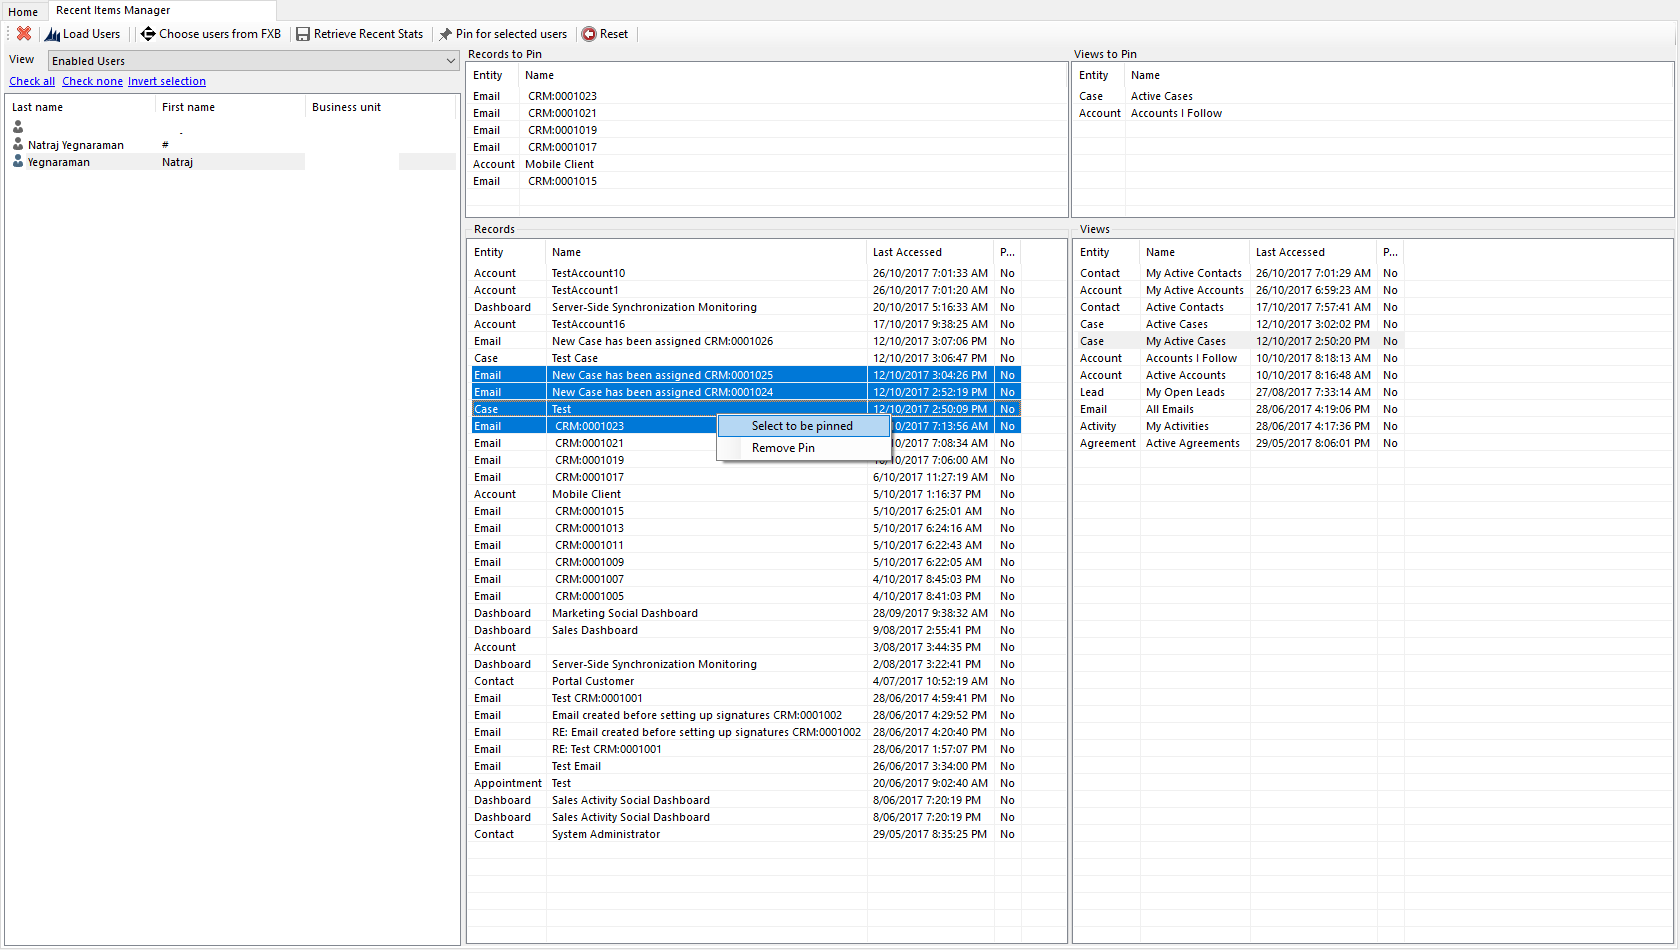 Home Recent Items Manager
Load Users Choose users from FXB Retrieve Recent Stats Pin for selected users Reset
View Enabled Users
Check all Check none Invert selection
Last name First name Business unit
-
Natraj Yegnaraman #
Yegnaraman Natraj
Records to Pin
Entity Name
Email CRM:0001023
Email CRM:0001021
Email CRM:0001019
Email CRM:0001017
Account Mobile Client
Email CRM:0001015
Views to Pin
Entity Name
Case Active Cases
Account Accounts I Follow
Records
Entity Name Last Accessed P...
Account TestAccount10 26/10/2017 7:01:33 AM No
Account TestAccount1 26/10/2017 7:01:20 AM No
Dashboard Server-Side Synchronization Monitoring 20/10/2017 5:16:33 AM No
Account TestAccount16 17/10/2017 9:38:25 AM No
Email New Case has been assigned CRM:0001026 12/10/2017 3:07:06 PM No
Case Test Case 12/10/2017 3:06:47 PM No
Email New Case has been assigned CRM:0001025 12/10/2017 3:04:26 PM No
Email New Case has been assigned CRM:0001024 12/10/2017 2:52:19 PM No
Case Test 12/10/2017 2:50:09 PM No
Email CRM:0001023 10/2017 7:13:56 AM No
Email CRM:0001021 10/2017 7:08:34 AM No
Email CRM:0001019 10/2017 7:06:00 AM No
Email CRM:0001017 6/10/2017 11:27:19 AM No
Account Mobile Client 5/10/2017 1:16:37 PM No
Email CRM:0001015 5/10/2017 6:25:01 AM No
Email CRM:0001013 5/10/2017 6:24:16 AM No
Email CRM:0001011 5/10/2017 6:22:43 AM No
Email CRM:0001009 5/10/2017 6:22:05 AM No
Email CRM:0001007 4/10/2017 8:45:03 PM No
Email CRM:0001005 4/10/2017 8:41:03 PM No
Dashboard Marketing Social Dashboard 28/09/2017 9:38:32 AM No
Dashboard Sales Dashboard 9/08/2017 2:55:41 PM No
Account 3/08/2017 3:44:35 PM No
Dashboard Server-Side Synchronization Monitoring 2/08/2017 3:22:41 PM No
Contact Portal Customer 4/07/2017 10:52:19 AM No
Email Test CRM:0001001 28/06/2017 4:59:41 PM No
Email Email created before setting up signatures CRM:0001002 28/06/2017 4:29:52 PM No
Email RE: Email created before setting up signatures CRM:0001002 28/06/2017 4:20:40 PM No
Email RE: Test CRM:0001001 28/06/2017 1:57:07 PM No
Email Test Email 26/06/2017 3:34:00 PM No
Appointment Test 20/06/2017 9:02:40 AM No
Dashboard Sales Activity Social Dashboard 8/06/2017 7:20:19 PM No
Dashboard Sales Activity Social Dashboard 8/06/2017 7:20:19 PM No
Contact System Administrator 29/05/2017 8:35:25 PM No
Select to be pinned
Remove Pin
Views
Entity Name Last Accessed P...
Contact My Active Contacts 26/10/2017 7:01:29 AM No
Account My Active Accounts 26/10/2017 6:59:23 AM No
Contact Active Contacts 17/10/2017 7:57:41 AM No
Case Active Cases 12/10/2017 3:02:02 PM No
Case My Active Cases 12/10/2017 2:50:20 PM No
Account Accounts I Follow 10/10/2017 8:18:13 AM No
Account Active Accounts 10/10/2017 8:16:48 AM No
Lead My Open Leads 27/08/2017 7:33:14 AM No
Email All Emails 28/06/2017 4:19:06 PM No
Activity My Activities 28/06/2017 4:17:36 PM No
Agreement Active Agreements 29/05/2017 8:06:01 PM No